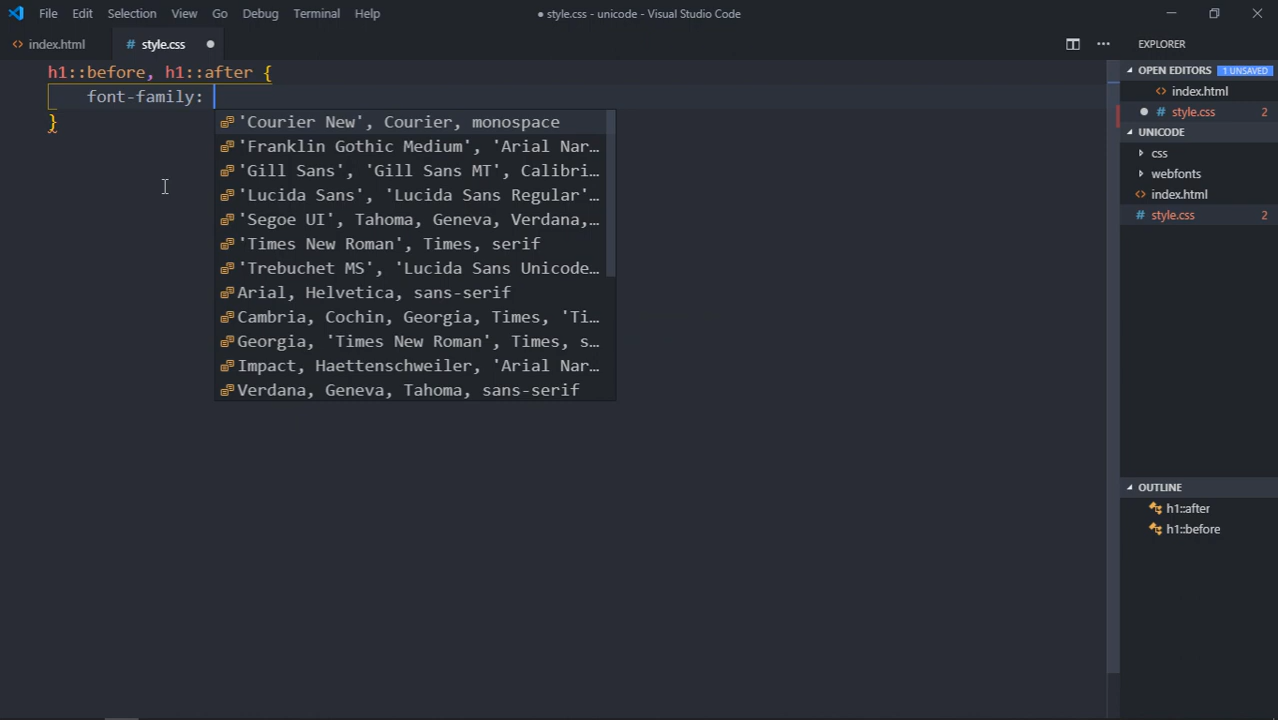 File Edit Selection View Go Debug Terminal Help
● style.css - unicode - Visual Studio Code
<> index.html
# style.css ●
EXPLORER
h1::before, h1::after {
font-family:
}
'Courier New', Courier, monospace
'Franklin Gothic Medium', 'Arial Nar…
'Gill Sans', 'Gill Sans MT', Calibri…
'Lucida Sans', 'Lucida Sans Regular'…
'Segoe UI', Tahoma, Geneva, Verdana,…
'Times New Roman', Times, serif
'Trebuchet MS', 'Lucida Sans Unicode…
Arial, Helvetica, sans-serif
Cambria, Cochin, Georgia, Times, 'Ti…
Georgia, 'Times New Roman', Times, s…
Impact, Haettenschweiler, 'Arial Nar…
Verdana, Geneva, Tahoma, sans-serif
OPEN EDITORS 1 UNSAVED
<> index.html
● # style.css 2
UNICODE
css
webfonts
<> index.html
# style.css 2
OUTLINE
h1::after
h1::before